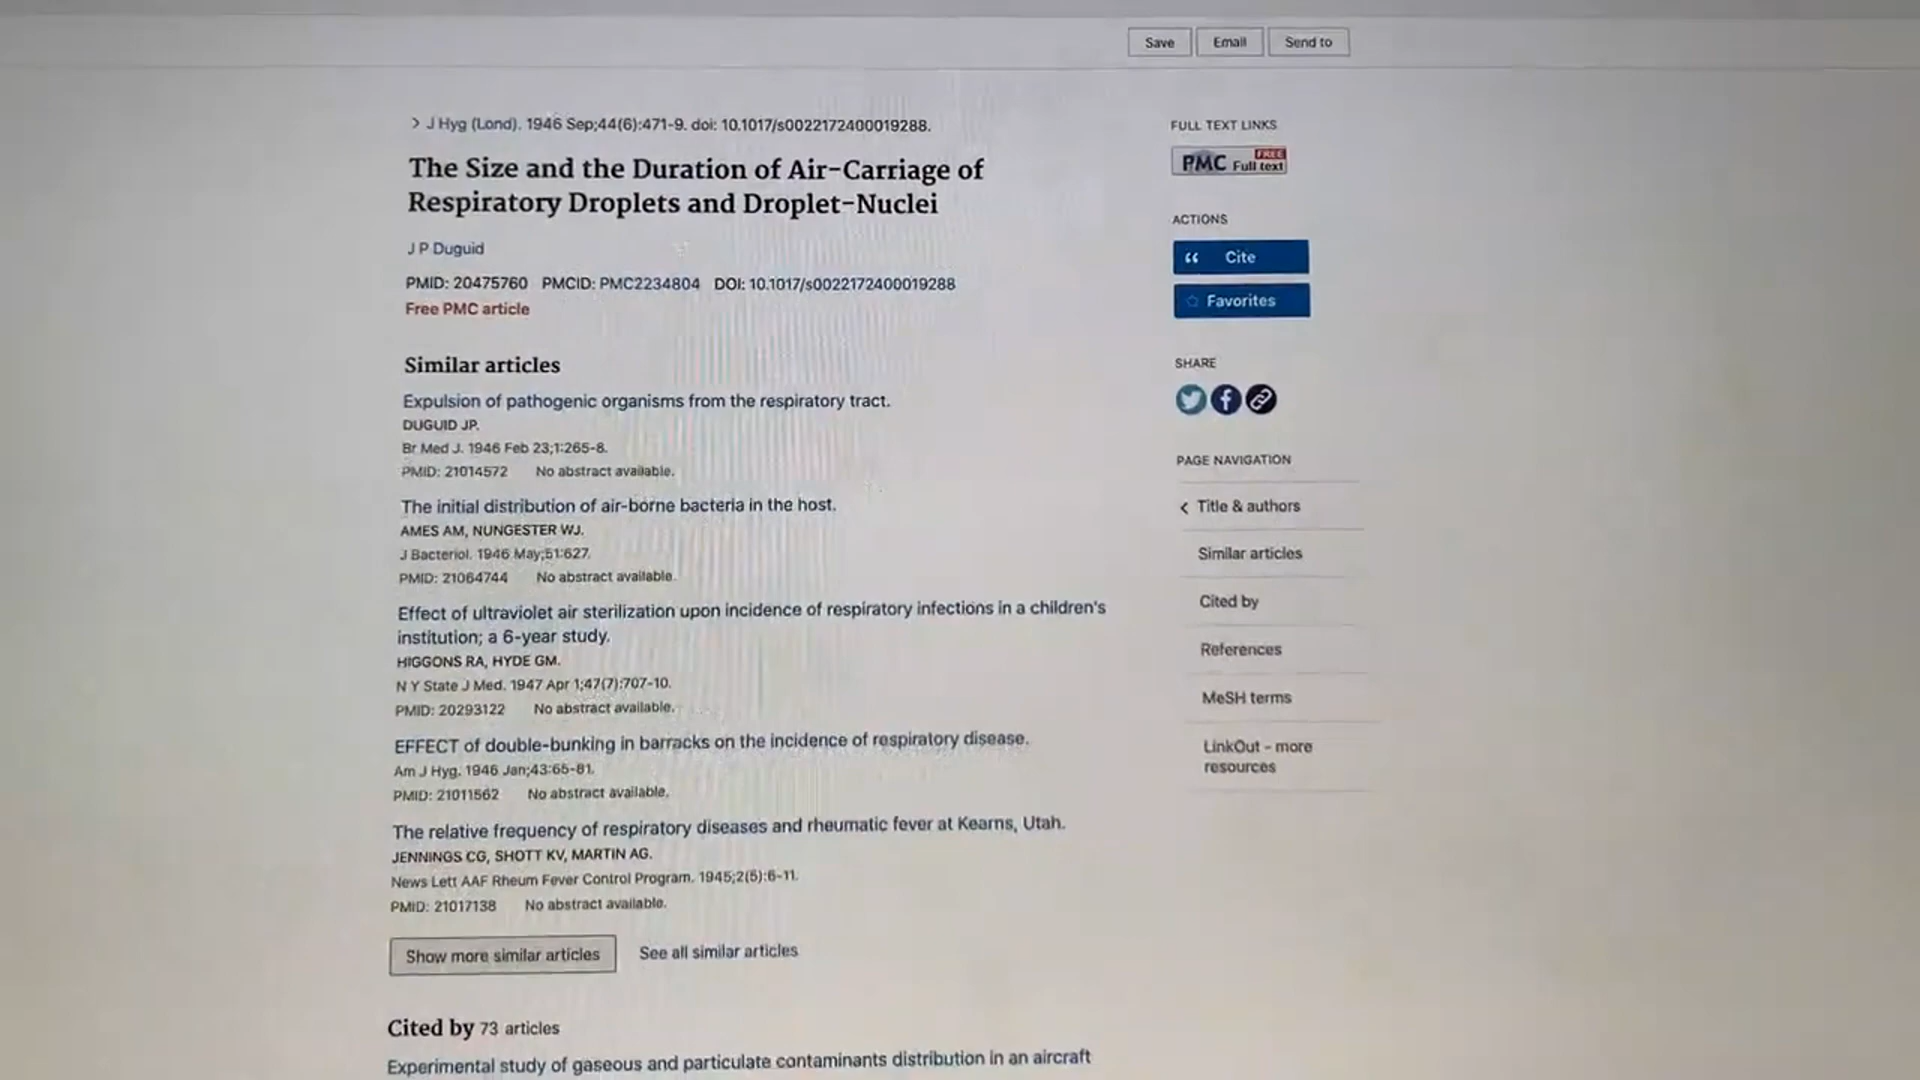 Save Email Send to
> J Hyg (Lond). 1946 Sep;44(6):471-9. doi: 10.1017/s0022172400019288.
The Size and the Duration of Air-Carriage of
Respiratory Droplets and Droplet-Nuclei
J P Duguid
PMID: 20475760 PMCID: PMC2234804 DOI: 10.1017/s0022172400019288
Free PMC article
Similar articles
Expulsion of pathogenic organisms from the respiratory tract.
DUGUID JP.
Br Med J. 1946 Feb 23;1:265-8.
PMID: 21014572 No abstract available.
The initial distribution of air-borne bacteria in the host.
AMES AM, NUNGESTER WJ.
J Bacteriol. 1946 May;51:627.
PMID: 21064744 No abstract available.
Effect of ultraviolet air sterilization upon incidence of respiratory infections in a children's
institution; a 6-year study.
HIGGONS RA, HYDE GM.
N Y State J Med. 1947 Apr 1;47(7):707-10.
PMID: 20293122 No abstract available.
EFFECT of double-bunking in barracks on the incidence of respiratory disease.
Am J Hyg. 1946 Jan;43:65-81.
PMID: 21011562 No abstract available.
The relative frequency of respiratory diseases and rheumatic fever at Kearns, Utah.
JENNINGS CG, SHOTT KV, MARTIN AG.
News Lett AAF Rheum Fever Control Program. 1945;2(5):6-11.
PMID: 21017138 No abstract available.
Show more similar articles See all similar articles
Cited by 73 articles
Experimental study of gaseous and particulate contaminants distribution in an aircraft
FULL TEXT LINKS
PMC FREE Full text
ACTIONS
Cite
Favorites
SHARE
PAGE NAVIGATION
< Title & authors
Similar articles
Cited by
References
MeSH terms
LinkOut - more
resources